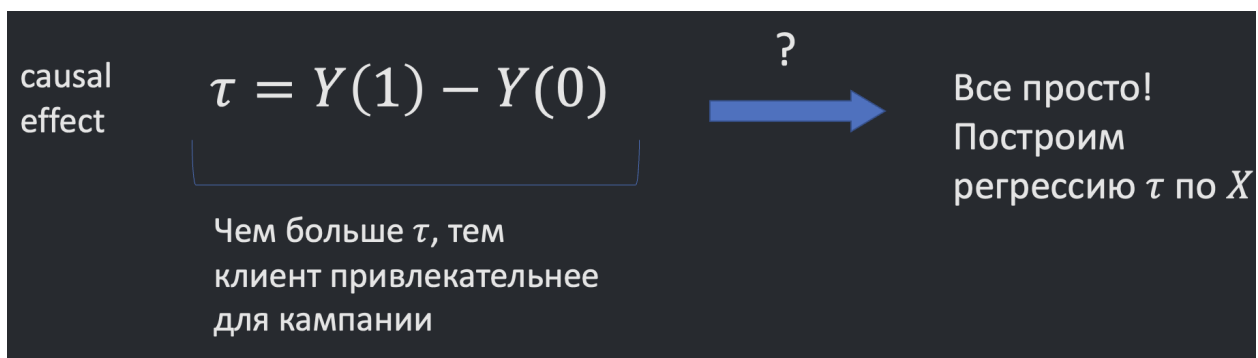 causal
effect
τ = Y(1) − Y(0)
?
Все просто!
Построим
регрессию τ по X
Чем больше τ, тем
клиент привлекательнее
для кампании